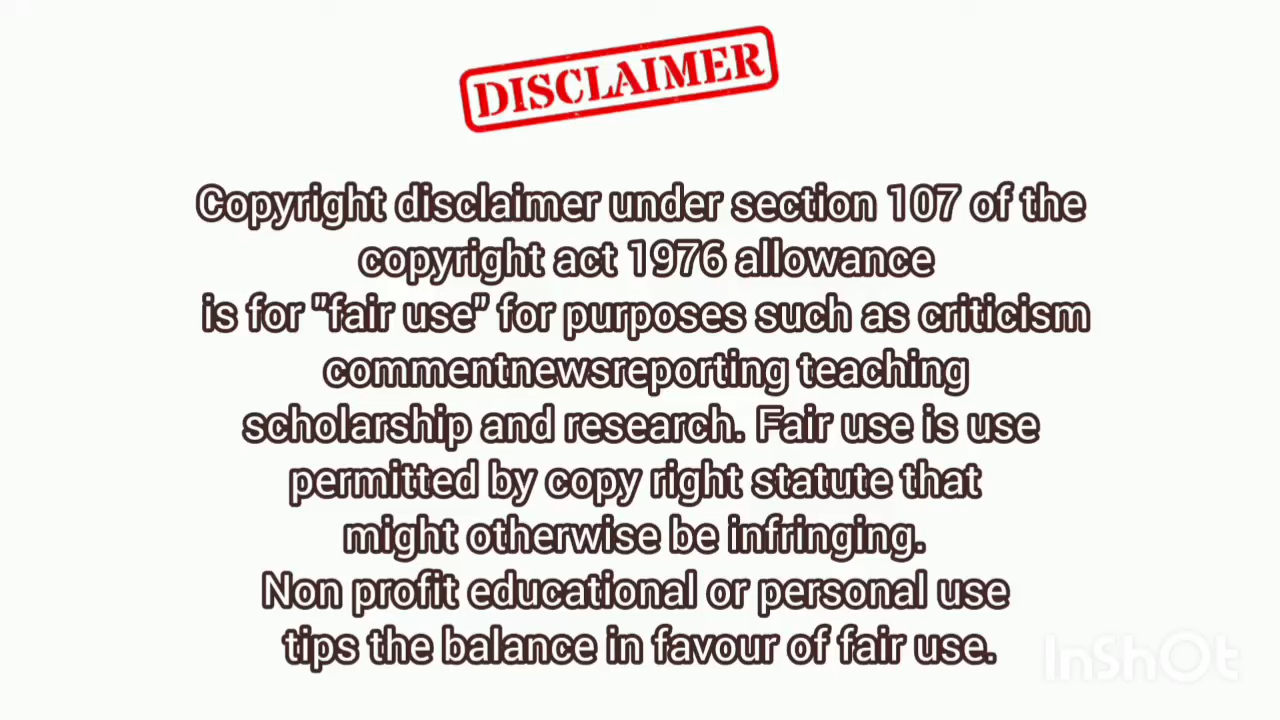 DISCLAIMER
Copyright disclaimer under section 107 of the
copyright act 1976 allowance
is for "fair use" for purposes such as criticism
commentnewsreporting teaching
scholarship and research. Fair use is use
permitted by copy right statute that
might otherwise be infringing.
Non profit educational or personal use
tips the balance in favour of fair use.
InShOt